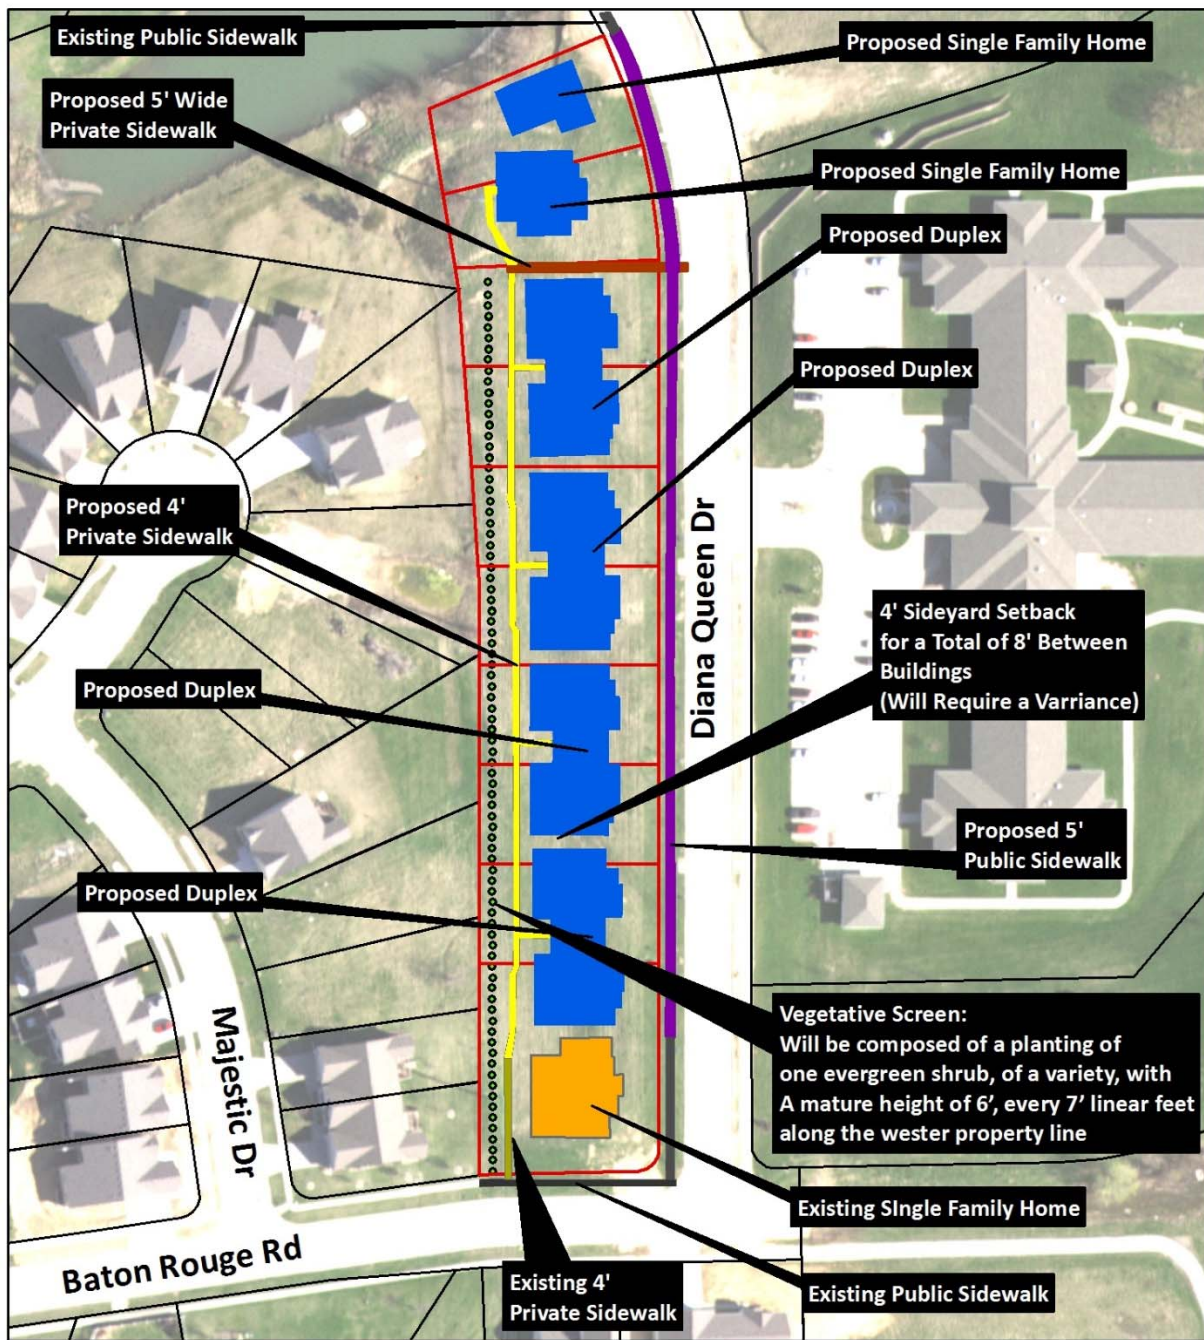 Existing Public Sidewalk
Proposed Single Family Home
Proposed 5' Wide
Private Sidewalk
Proposed Single Family Home
Proposed Duplex
Proposed Duplex
Proposed 4'
Private Sidewalk
Diana Queen Dr
4' Sideyard Setback
for a Total of 8' Between
Buildings
(Will Require a Varriance)
Proposed Duplex
Proposed 5'
Public Sidewalk
Proposed Duplex
Vegetative Screen:
Will be composed of a planting of
one evergreen shrub, of a variety, with
A mature height of 6’, every 7’ linear feet
along the wester property line
Majestic Dr
Existing SIngle Family Home
Baton Rouge Rd
Existing 4'
Private Sidewalk
Existing Public Sidewalk